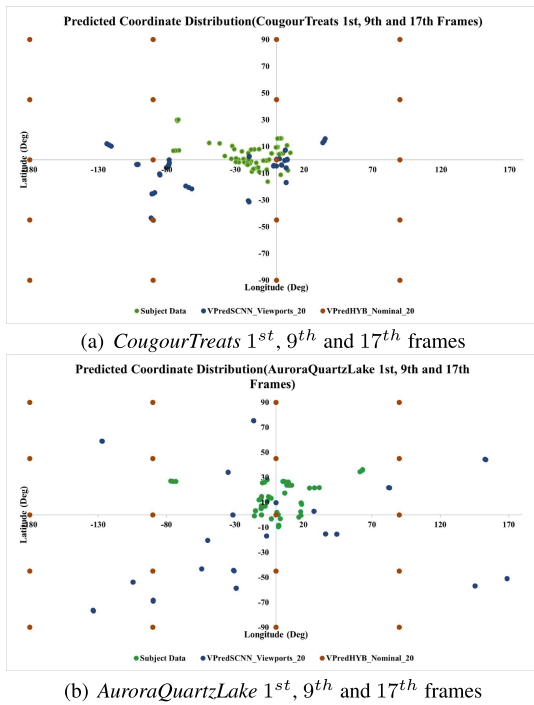 Predicted Coordinate Distribution(CougourTreats 1st, 9th and 17th Frames)
90
70
50
30
10
-10
-30
-50
-70
-90
-180 -130 -80 -30 20 70 120 170
Latitude (Deg)
Longitude (Deg)
Subject Data VPredSCNN_Viewports_20 VPredHYB_Nominal_20
(a) CougourTreats 1st, 9th and 17th frames
Predicted Coordinate Distribution(AuroraQuartzLake 1st, 9th and 17th
Frames)
90
70
50
30
10
-10
-30
-50
-70
-90
-180 -130 -80 -30 20 70 120 170
Latitude (Deg)
Longitude (Deg)
Subject Data VPredSCNN_Viewports_20 VPredHYB_Nominal_20
(b) AuroraQuartzLake 1st, 9th and 17th frames